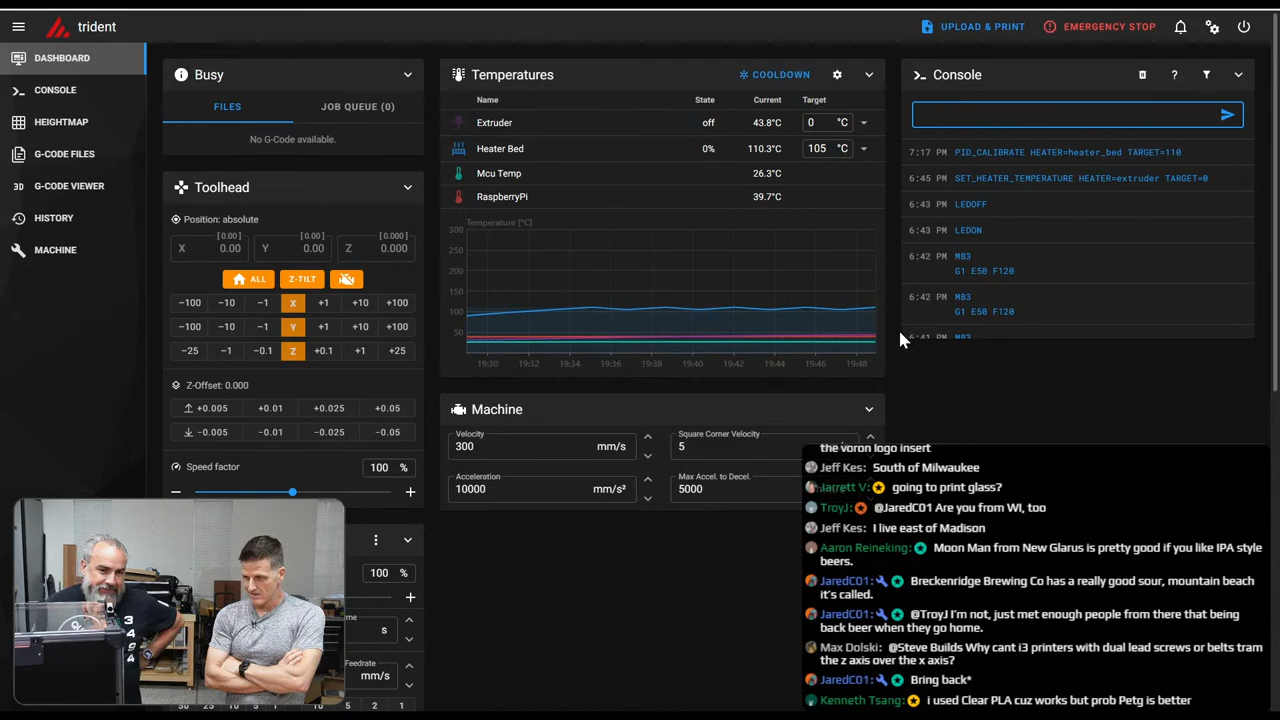 trident
UPLOAD & PRINT
EMERGENCY STOP
DASHBOARD
CONSOLE
HEIGHTMAP
G-CODE FILES
G-CODE VIEWER
HISTORY
MACHINE
Busy
FILES
JOB QUEUE (0)
No G-Code available.
Toolhead
Position: absolute
[ 0.00 ]
X 0.00
[ 0.00 ]
Y 0.00
[ 0.000 ]
Z 0.000
ALL
Z-TILT
-100 -10 -1 X +1 +10 +100
-100 -10 -1 Y +1 +10 +100
-25 -1 -0.1 Z +0.1 +1 +25
Z-Offset: 0.000
+0.005 +0.01 +0.025 +0.05
-0.005 -0.01 -0.025 -0.05
Speed factor
100 %
100 %
me
s
Feedrate
mm/s
50 25 10 5 1 10 5 2 1
Temperatures
COOLDOWN
Name State Current Target
Extruder off 43.8°C 0 °C
Heater Bed 0% 110.3°C 105 °C
Mcu Temp 26.3°C
RaspberryPi 39.7°C
Temperature [°C]
300
250
200
150
100
50
19:30 19:32 19:34 19:36 19:38 19:40 19:42 19:44 19:46 19:48
Machine
Velocity
300 mm/s
Square Corner Velocity
5
Acceleration
10000 mm/s²
Max Accel. to Decel.
5000
Console
7:17 PM PID_CALIBRATE HEATER=heater_bed TARGET=110
6:45 PM SET_HEATER_TEMPERATURE HEATER=extruder TARGET=0
6:43 PM LEDOFF
6:43 PM LEDON
6:42 PM M83
G1 E50 F120
6:42 PM M83
G1 E50 F120
6:41 PM M83
the voron logo insert
Jeff Kes: South of Milwaukee
Jarrett V: going to print glass?
TroyJ: @JaredC01 Are you from WI, too
Jeff Kes: I live east of Madison
Aaron Reineking: Moon Man from New Glarus is pretty good if you like IPA style
beers.
JaredC01: Breckenridge Brewing Co has a really good sour, mountain beach
it's called.
JaredC01: @TroyJ I'm not, just met enough people from there that being
back beer when they go home.
Max Dolski: @Steve Builds Why cant i3 printers with dual lead screws or belts tram
the z axis over the x axis?
JaredC01: Bring back*
Kenneth Tsang: i used Clear PLA cuz works but prob Petg is better